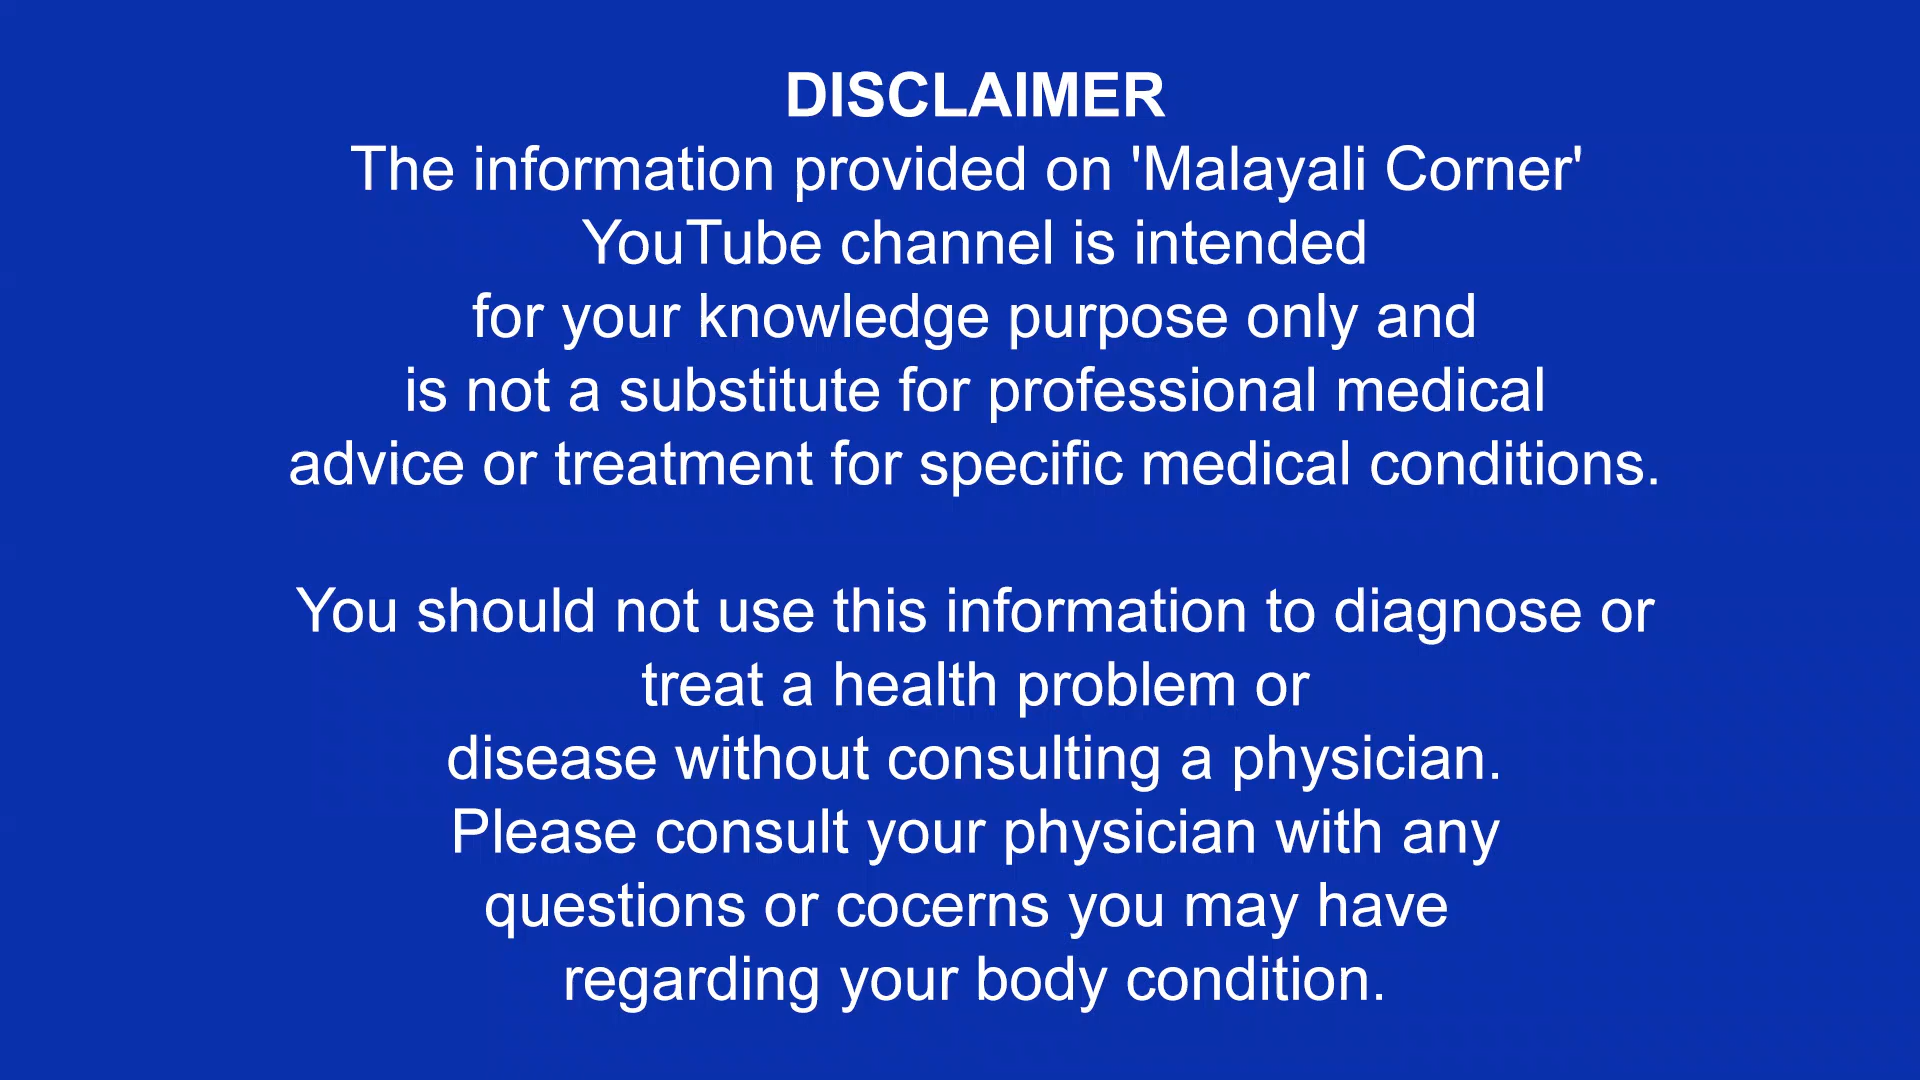 DISCLAIMER
The information provided on 'Malayali Corner'
YouTube channel is intended
for your knowledge purpose only and
is not a substitute for professional medical
advice or treatment for specific medical conditions.
You should not use this information to diagnose or
treat a health problem or
disease without consulting a physician.
Please consult your physician with any
questions or cocerns you may have
regarding your body condition.